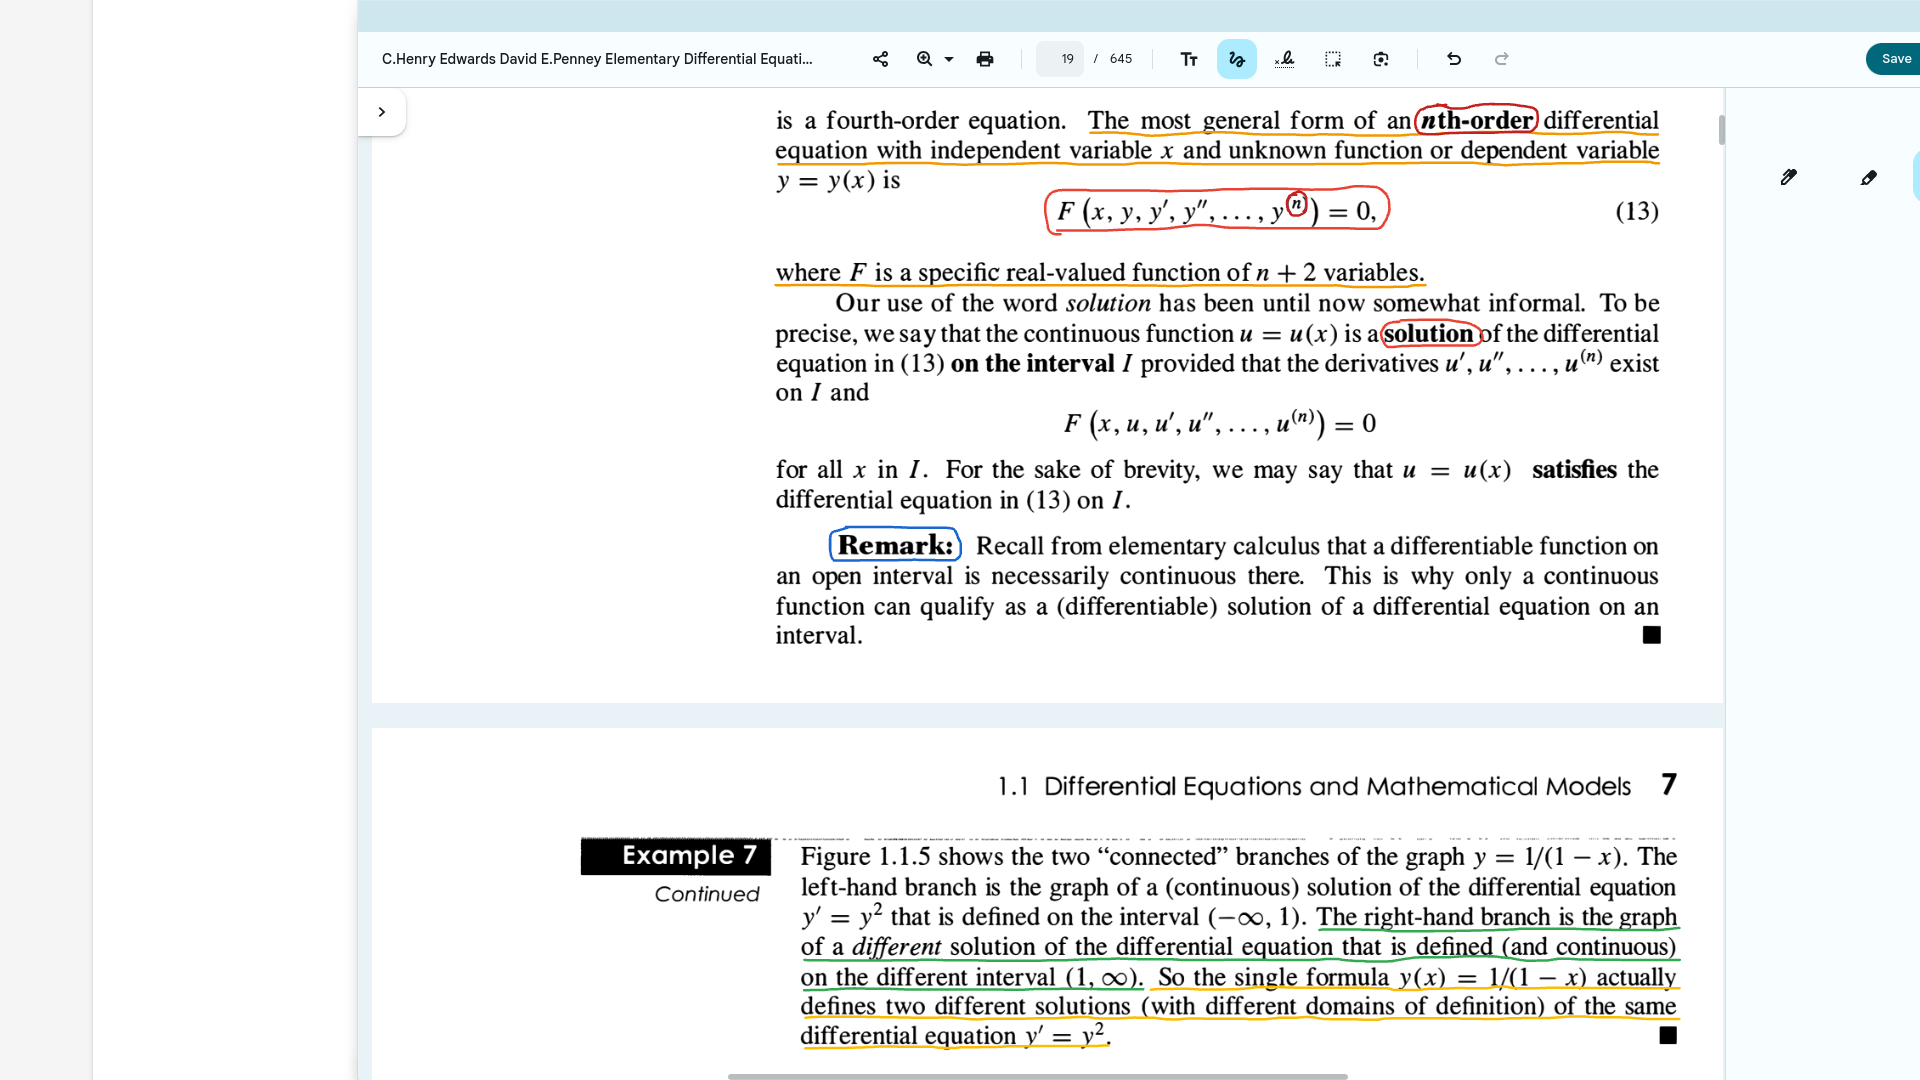 C.Henry Edwards David E.Penney Elementary Differential Equati...
19 / 645
Save
is a fourth-order equation. The most general form of an nth-order differential
equation with independent variable x and unknown function or dependent variable
y = y(x) is
F (x, y, y′, y″, . . . , y⁽ⁿ⁾) = 0, (13)
where F is a specific real-valued function of n + 2 variables.
Our use of the word solution has been until now somewhat informal. To be
precise, we say that the continuous function u = u(x) is a solution of the differential
equation in (13) on the interval I provided that the derivatives u′, u″, . . . , u⁽ⁿ⁾ exist
on I and
F (x, u, u′, u″, . . . , u⁽ⁿ⁾) = 0
for all x in I. For the sake of brevity, we may say that u = u(x) satisfies the
differential equation in (13) on I.
Remark: Recall from elementary calculus that a differentiable function on
an open interval is necessarily continuous there. This is why only a continuous
function can qualify as a (differentiable) solution of a differential equation on an
interval.
1.1 Differential Equations and Mathematical Models 7
Example 7
Continued
Figure 1.1.5 shows the two “connected” branches of the graph y = 1/(1 − x). The
left-hand branch is the graph of a (continuous) solution of the differential equation
y′ = y² that is defined on the interval (−∞, 1). The right-hand branch is the graph
of a different solution of the differential equation that is defined (and continuous)
on the different interval (1, ∞). So the single formula y(x) = 1/(1 − x) actually
defines two different solutions (with different domains of definition) of the same
differential equation y′ = y².